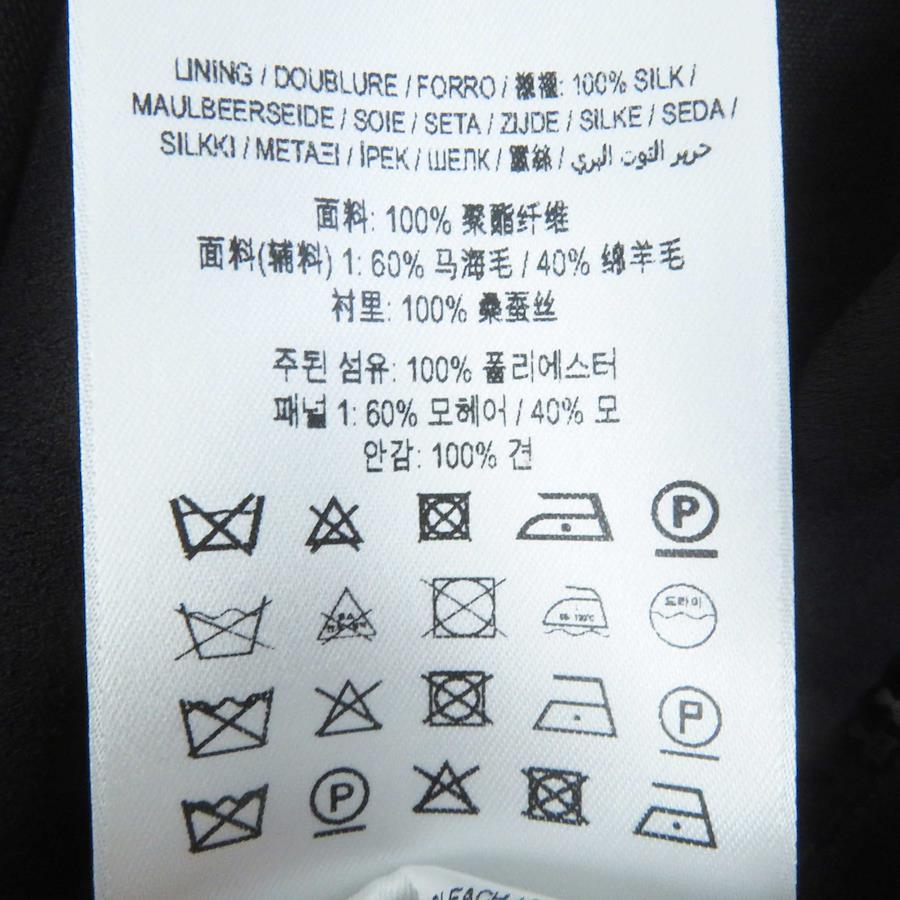 LINING / DOUBLURE / FORRO / 裡: 100% SILK /
MAULBEERSEIDE / SOIE / SETA / ZIJDE / SILKE / SEDA /
SILKKI / ΜΕΤΑΞΙ / İPEK / ШЕЛК / 蠶絲 / حرير التوت البري
面料: 100% 聚酯纤维
面料(辅料) 1: 60% 马海毛 / 40% 绵羊毛
衬里: 100% 桑蚕丝
주된 섬유: 100% 폴리에스터
패널 1: 60% 모헤어 / 40% 모
안감: 100% 견
P
드라이
P
P